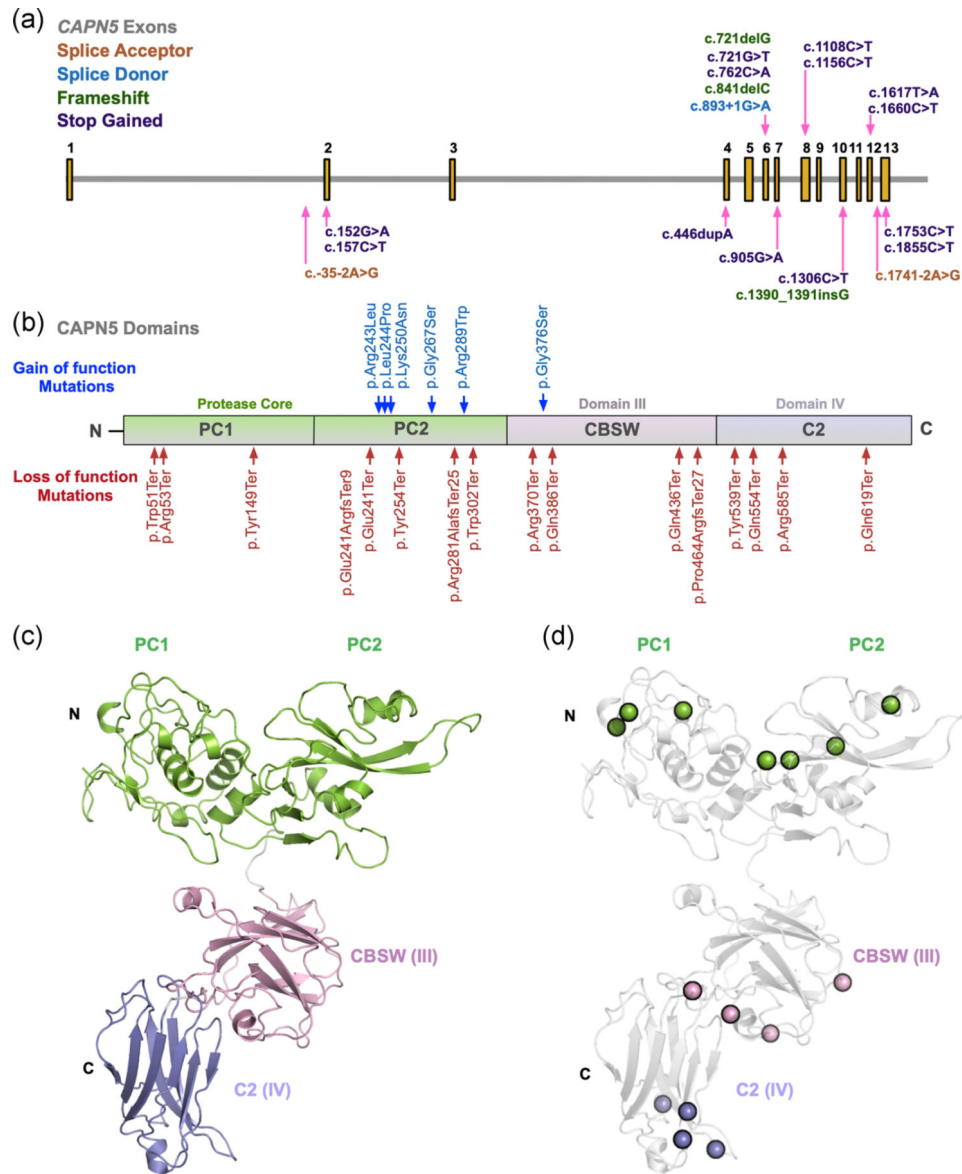 (a)
CAPN5 Exons
Splice Acceptor
Splice Donor
Frameshift
Stop Gained
c.721delG
c.721G>T
c.762C>A
c.841delC
c.893+1G>A
c.1108C>T
c.1156C>T
c.1617T>A
c.1660C>T
1 2 3 4 5 6 7 8 9 10 11 12 13
c.152G>A
c.157C>T
c.-35-2A>G
c.446dupA
c.905G>A
c.1306C>T
c.1390_1391insG
c.1753C>T
c.1855C>T
c.1741-2A>G
(b)
CAPN5 Domains
Gain of function
Mutations
p.Arg243Leu
p.Leu244Pro
p.Lys250Asn
p.Gly267Ser
p.Arg289Trp
p.Gly376Ser
Protease Core
Domain III
Domain IV
N PC1 PC2 CBSW C2 C
Loss of function
Mutations
p.Trp51Ter
p.Arg53Ter
p.Tyr149Ter
p.Glu241ArgfsTer9
p.Glu241Ter
p.Tyr254Ter
p.Arg281AlafsTer25
p.Trp302Ter
p.Arg370Ter
p.Gln386Ter
p.Gln436Ter
p.Pro464ArgfsTer27
p.Tyr539Ter
p.Gln554Ter
p.Arg585Ter
p.Gln619Ter
(c)
PC1 PC2
N
CBSW (III)
C
C2 (IV)
(d)
PC1 PC2
N
CBSW (III)
C
C2 (IV)